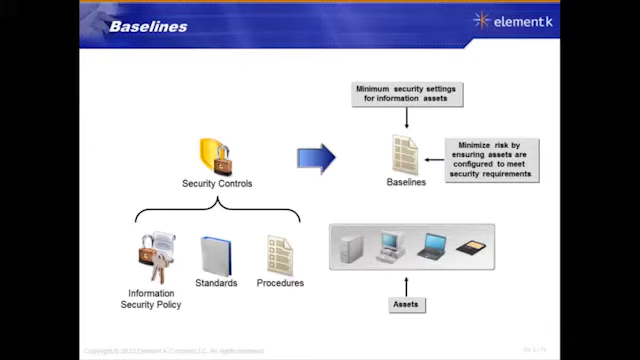 Baselines
element k
Minimum security settings
for information assets
Minimize risk by
ensuring assets are
configured to meet
security requirements
Security Controls
Baselines
Information
Security Policy
Standards
Procedures
Assets